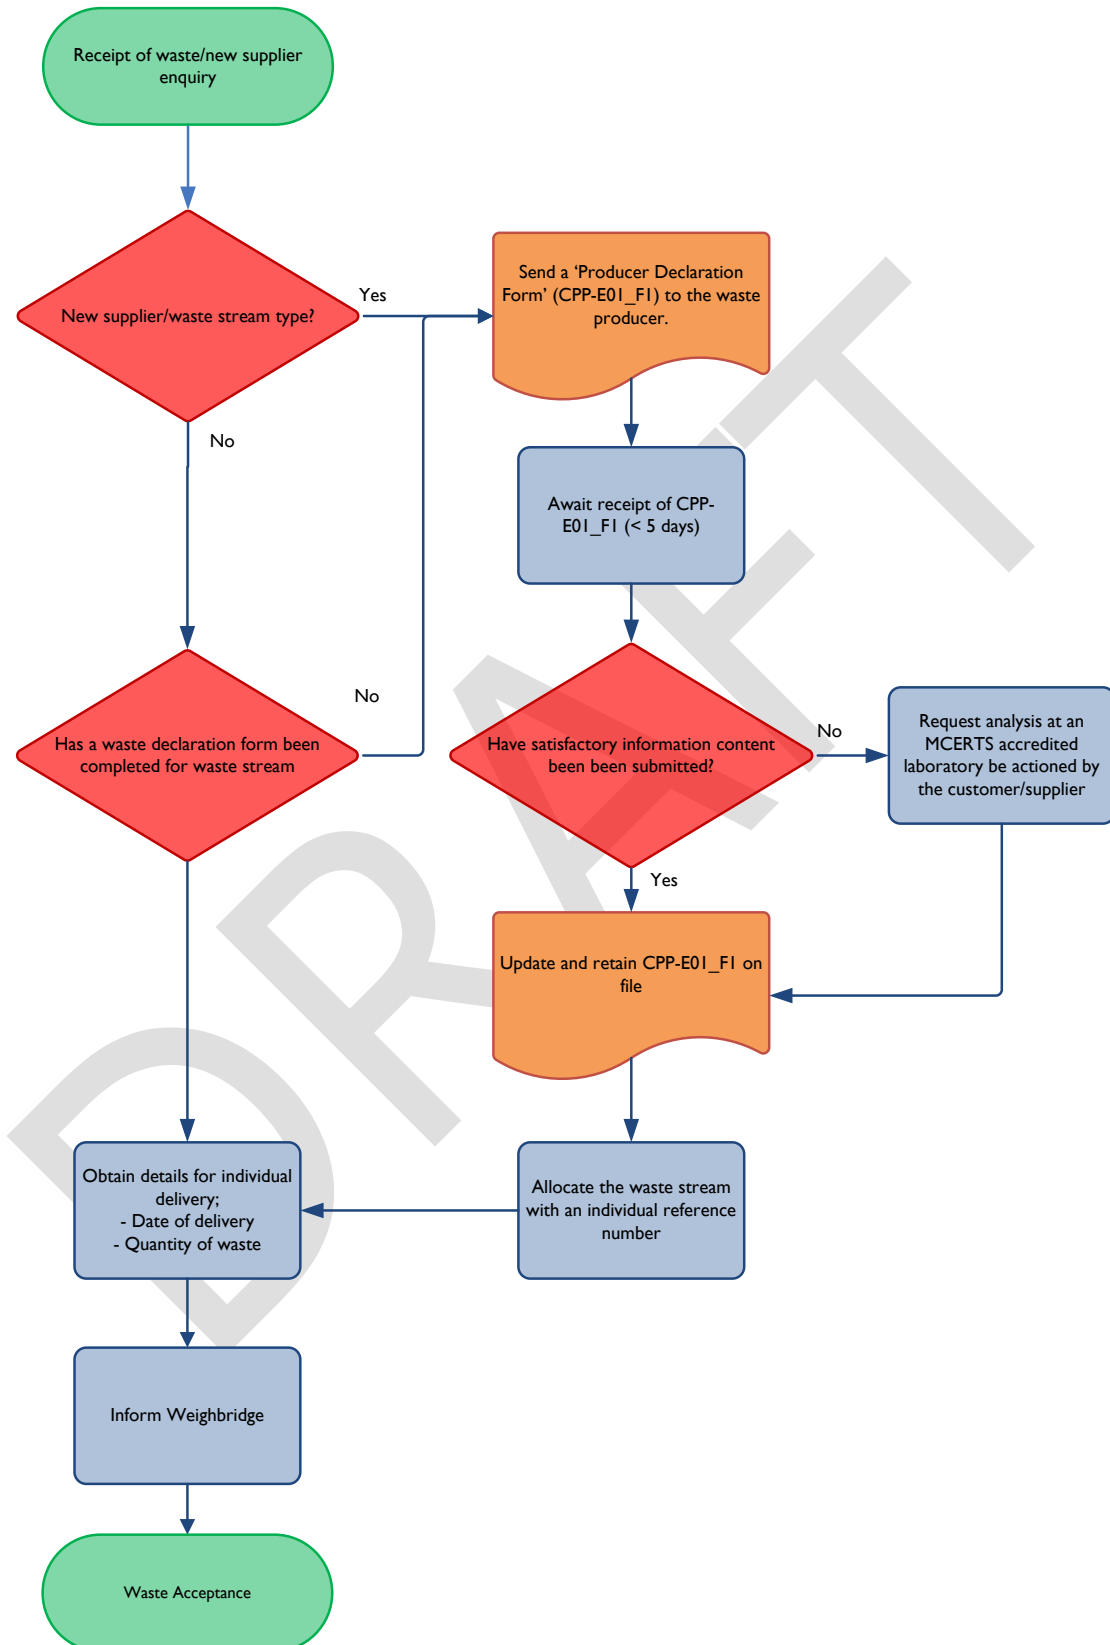 Receipt of waste/new supplier
enquiry
New supplier/waste stream type?
Yes
No
Send a ‘Producer Declaration
Form’ (CPP-E01_F1) to the waste
producer.
Await receipt of CPP-
E01_F1 (< 5 days)
Has a waste declaration form been
completed for waste stream
No
Have satisfactory information content
been been submitted?
No
Yes
Request analysis at an
MCERTS accredited
laboratory be actioned by
the customer/supplier
Update and retain CPP-E01_F1 on
file
Allocate the waste stream
with an individual reference
number
Obtain details for individual
delivery;
- Date of delivery
- Quantity of waste
Inform Weighbridge
Waste Acceptance
DRAFT